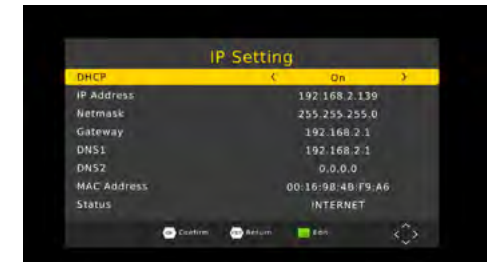 IP Setting
DHCP < On >
IP Address 192.168.2.139
Netmask 255.255.255.0
Gateway 192.168.2.1
DNS1 192.168.2.1
DNS2 0.0.0.0
MAC Address 00:16:98:4B:F9:A6
Status INTERNET
Confirm Return Edit